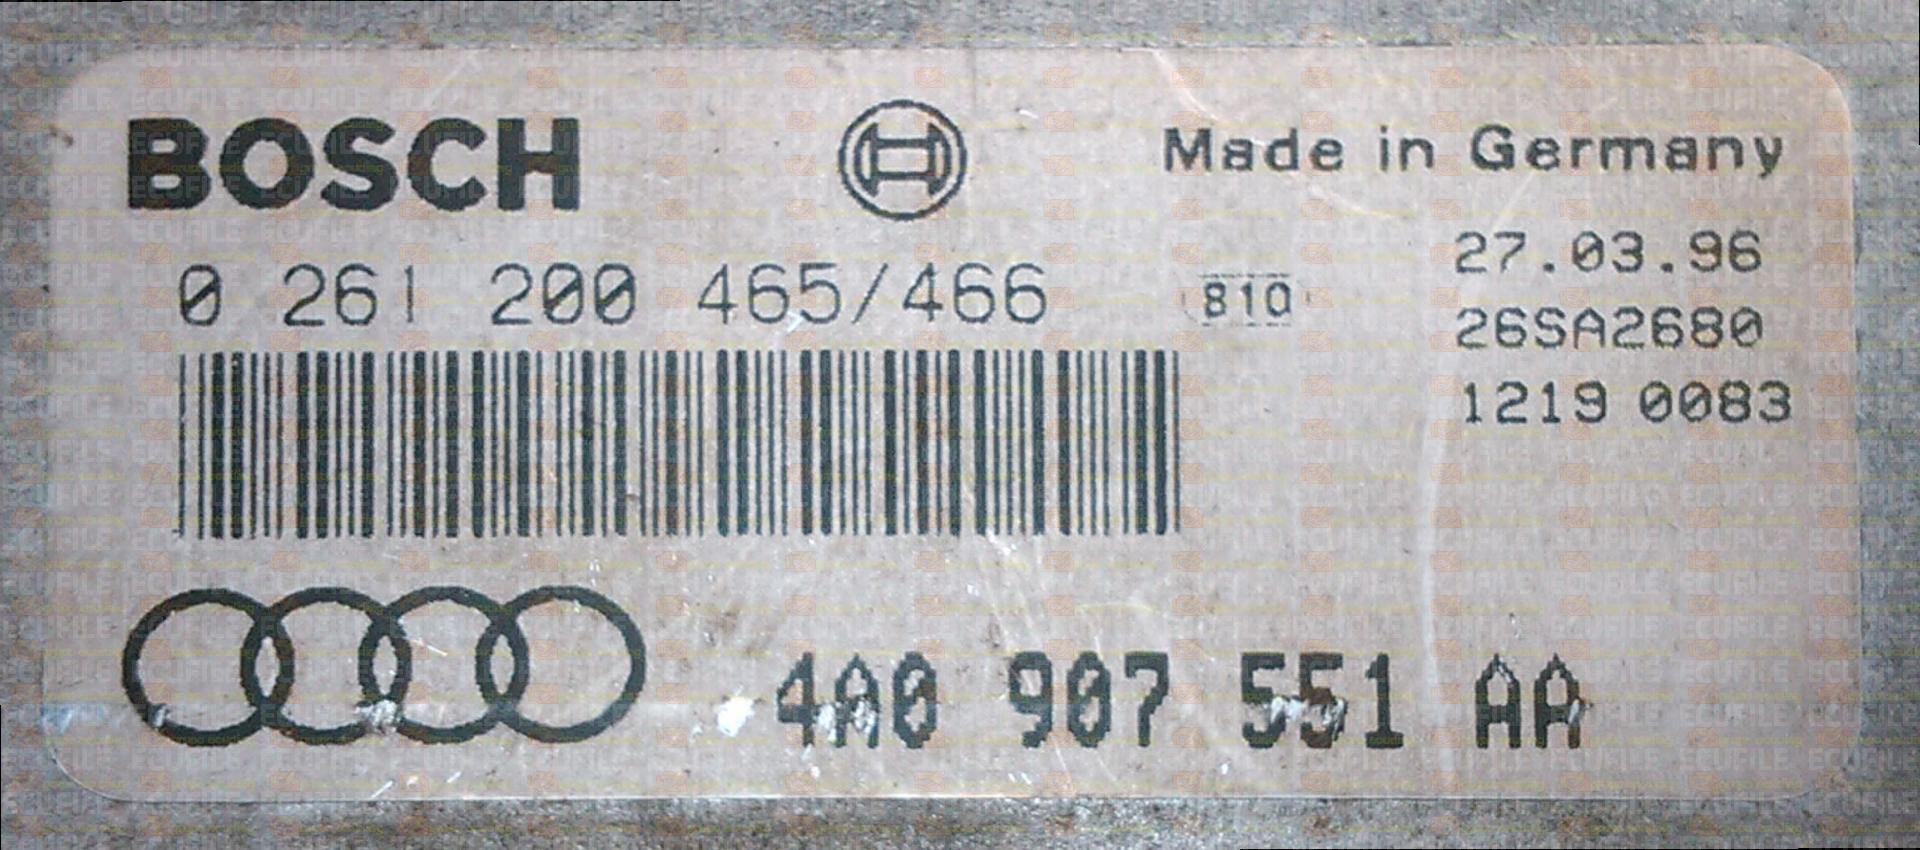 BOSCH
Made in Germany
27.03.96
0 261 200 465/466
810
26SA2680
1219 0083
4A0 907 551 AA